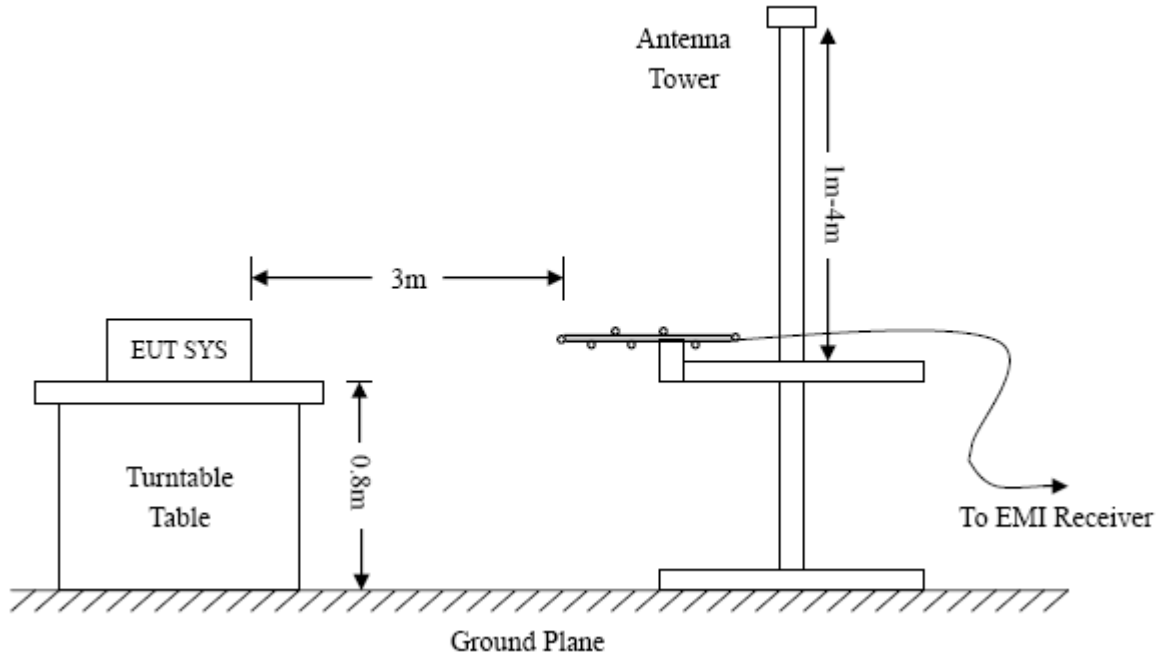 Antenna
Tower
1m-4m
3m
EUT SYS
0.8m
Turntable
Table
To EMI Receiver
Ground Plane